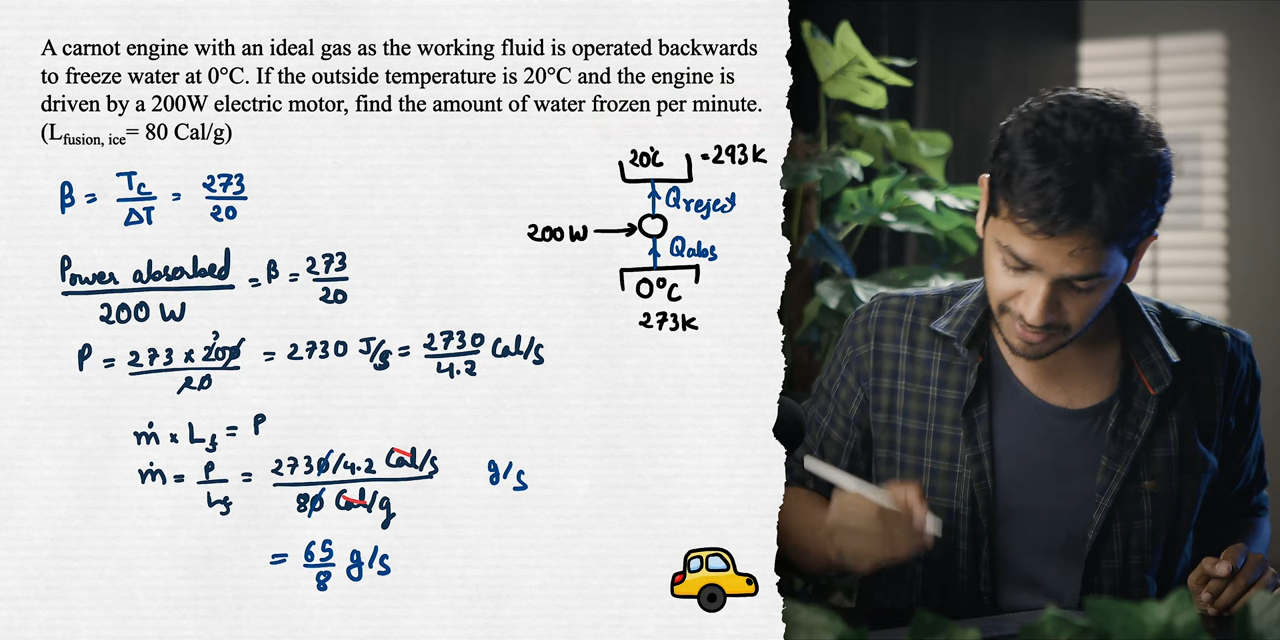 A carnot engine with an ideal gas as the working fluid is operated backwards
to freeze water at 0°C. If the outside temperature is 20°C and the engine is
driven by a 200W electric motor, find the amount of water frozen per minute.
(Lfusion, ice= 80 Cal/g)
β = Tc/ΔT = 273/20
Power absorbed/200 W = β = 273/20
P = 273 x 200/20 = 2730 J/s = 2730/4.2 Cal/s
ṁ x Lf = P
ṁ = P/Lf = 2730/4.2 Cal/s / 80 Cal/g g/s
= 65/8 g/s
20°C = 293K
Qreject
200W
Qabs
0°C
273K